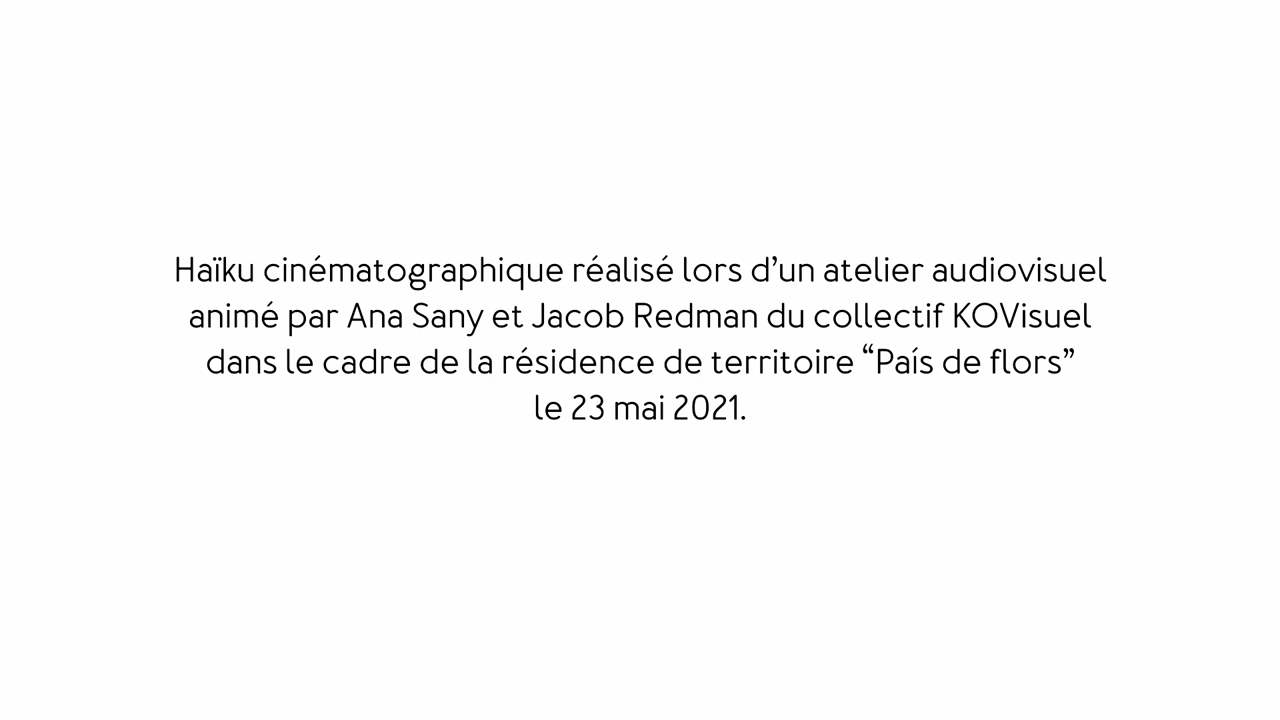 Haïku cinématographique réalisé lors d’un atelier audiovisuel
animé par Ana Sany et Jacob Redman du collectif KOVisuel
dans le cadre de la résidence de territoire “País de flors”
le 23 mai 2021.